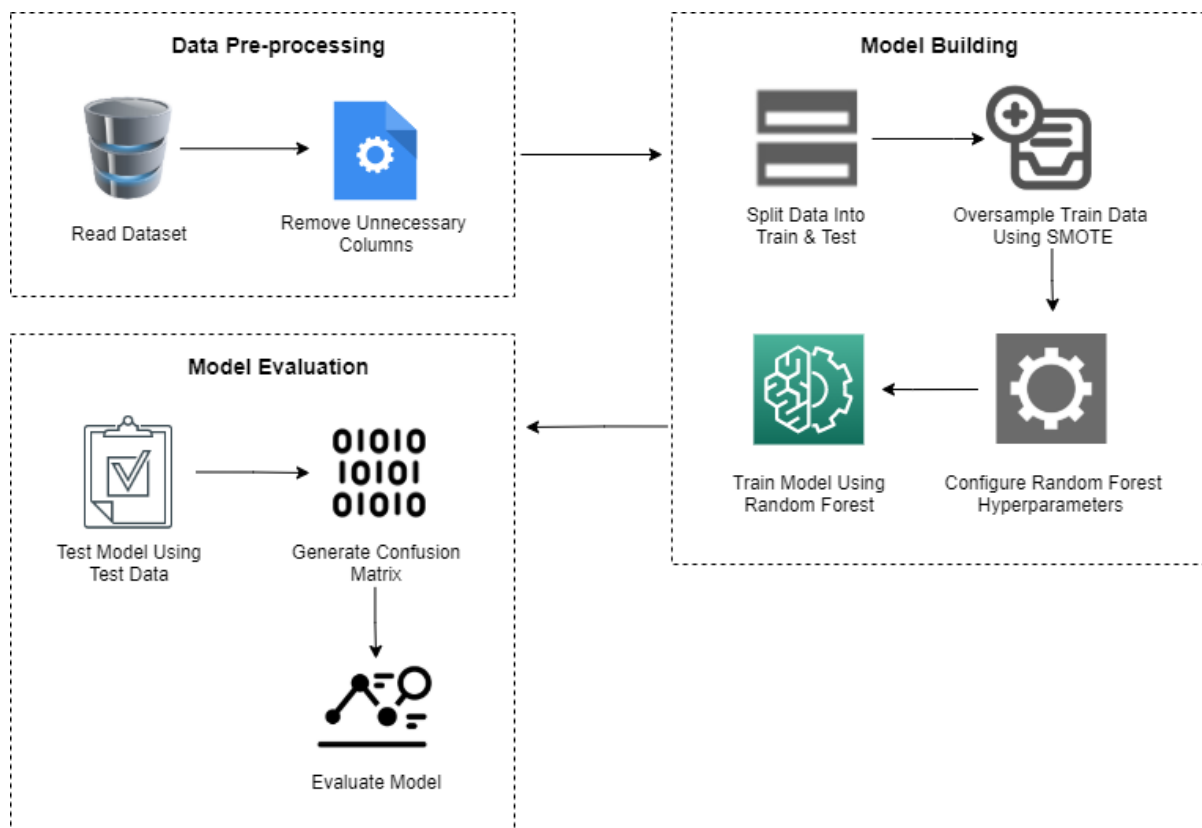 Data Pre-processing
Read Dataset
Remove Unnecessary
Columns
Model Building
Split Data Into
Train & Test
Oversample Train Data
Using SMOTE
Configure Random Forest
Hyperparameters
Train Model Using
Random Forest
Model Evaluation
Test Model Using
Test Data
01010
10101
01010
Generate Confusion
Matrix
Evaluate Model